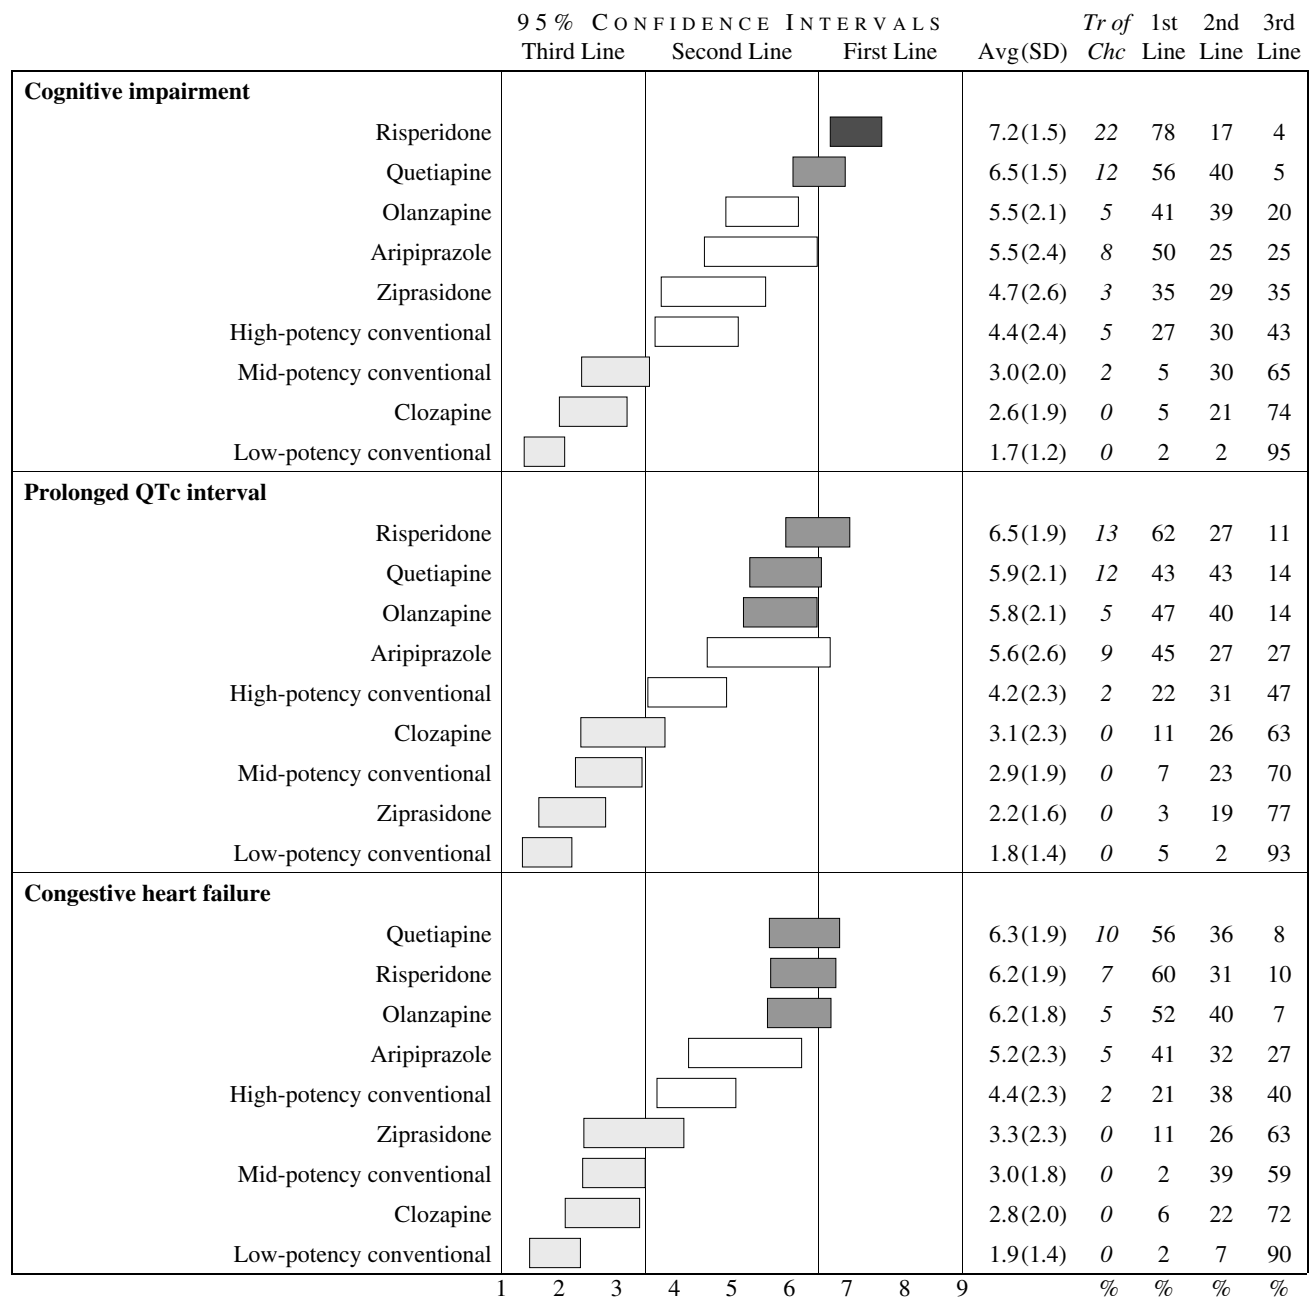 95% CONFIDENCE INTERVALS Tr of 1st 2nd 3rd
Third Line Second Line First Line Avg(SD) Chc Line Line Line
Cognitive impairment
Risperidone 7.2(1.5) 22 78 17 4
Quetiapine 6.5(1.5) 12 56 40 5
Olanzapine 5.5(2.1) 5 41 39 20
Aripiprazole 5.5(2.4) 8 50 25 25
Ziprasidone 4.7(2.6) 3 35 29 35
High-potency conventional 4.4(2.4) 5 27 30 43
Mid-potency conventional 3.0(2.0) 2 5 30 65
Clozapine 2.6(1.9) 0 5 21 74
Low-potency conventional 1.7(1.2) 0 2 2 95
Prolonged QTc interval
Risperidone 6.5(1.9) 13 62 27 11
Quetiapine 5.9(2.1) 12 43 43 14
Olanzapine 5.8(2.1) 5 47 40 14
Aripiprazole 5.6(2.6) 9 45 27 27
High-potency conventional 4.2(2.3) 2 22 31 47
Clozapine 3.1(2.3) 0 11 26 63
Mid-potency conventional 2.9(1.9) 0 7 23 70
Ziprasidone 2.2(1.6) 0 3 19 77
Low-potency conventional 1.8(1.4) 0 5 2 93
Congestive heart failure
Quetiapine 6.3(1.9) 10 56 36 8
Risperidone 6.2(1.9) 7 60 31 10
Olanzapine 6.2(1.8) 5 52 40 7
Aripiprazole 5.2(2.3) 5 41 32 27
High-potency conventional 4.4(2.3) 2 21 38 40
Ziprasidone 3.3(2.3) 0 11 26 63
Mid-potency conventional 3.0(1.8) 0 2 39 59
Clozapine 2.8(2.0) 0 6 22 72
Low-potency conventional 1.9(1.4) 0 2 7 90
1 2 3 4 5 6 7 8 9 % % % %